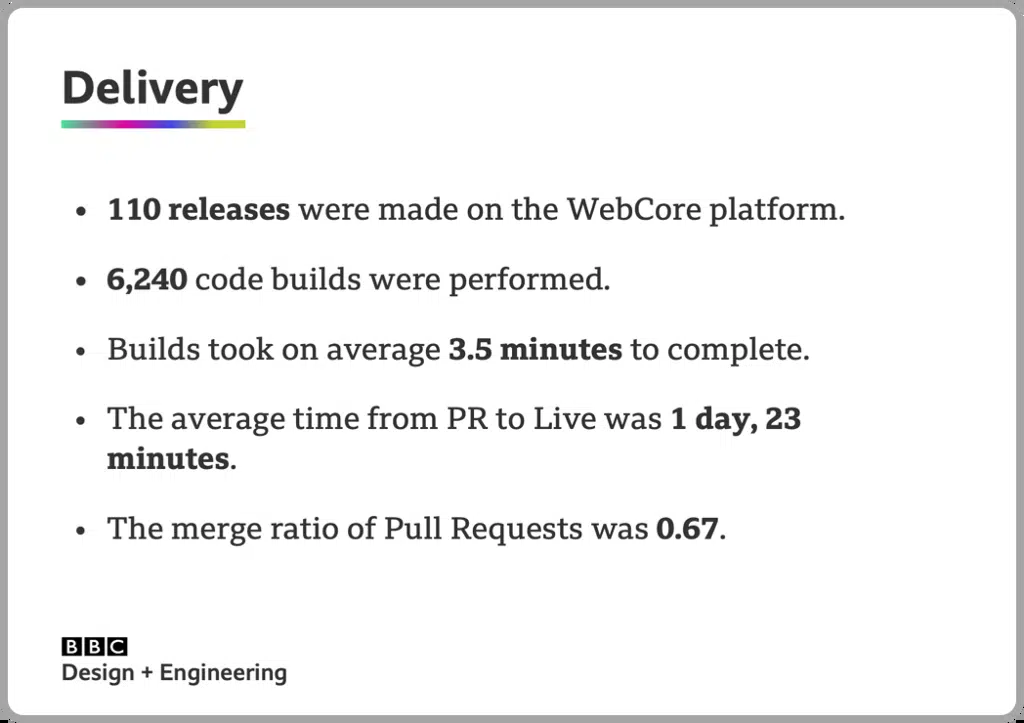 Delivery
• 110 releases were made on the WebCore platform.
• 6,240 code builds were performed.
• Builds took on average 3.5 minutes to complete.
• The average time from PR to Live was 1 day, 23
minutes.
• The merge ratio of Pull Requests was 0.67.
BBC
Design + Engineering